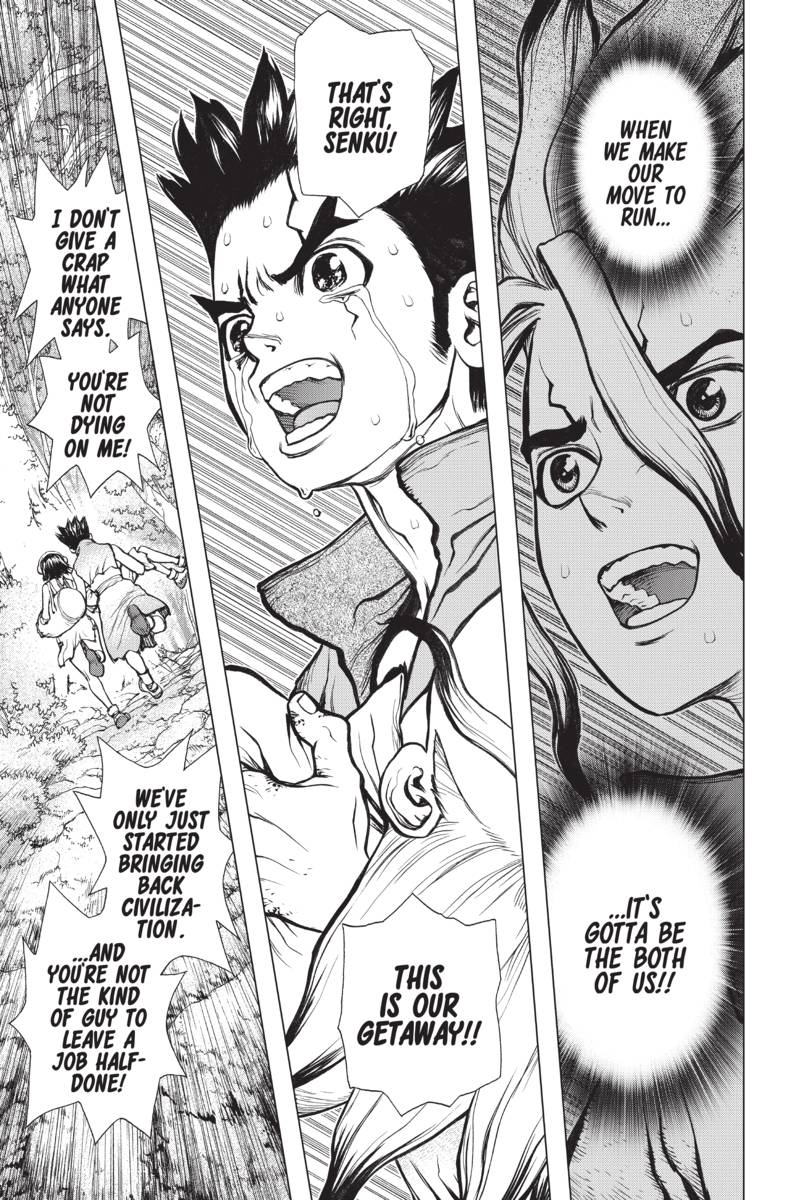 WHEN
WE MAKE
OUR
MOVE TO
RUN...
...IT'S
GOTTA BE
THE BOTH
OF US!!
THAT'S
RIGHT,
SENKU!
THIS
IS OUR
GETAWAY!!
I DON'T
GIVE A
CRAP
WHAT
ANYONE
SAYS.
YOU'RE
NOT
DYING
ON ME!
WE'VE
ONLY JUST
STARTED
BRINGING
BACK
CIVILIZA-
TION.
...AND
YOU'RE NOT
THE KIND
OF GUY TO
LEAVE A
JOB HALF-
DONE!